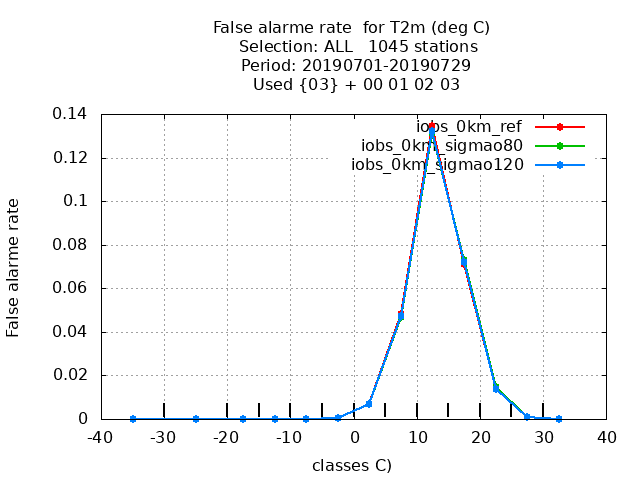 False alarme rate  for T2m (deg C)
Selection: ALL   1045 stations
Period: 20190701-20190729
Used {03} + 00 01 02 03
iobs_0km_ref
iobs_0km_sigmao80
iobs_0km_sigmao120
False alarme rate
0.14
0.12
0.1
0.08
0.06
0.04
0.02
0
-40 -30 -20 -10 0 10 20 30 40
classes C)